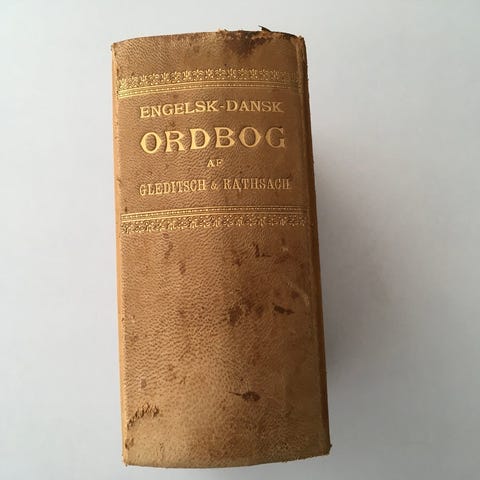 ENGELSK-DANSK
ORDBOG
AF
GLEDITSCH & RATHSACH